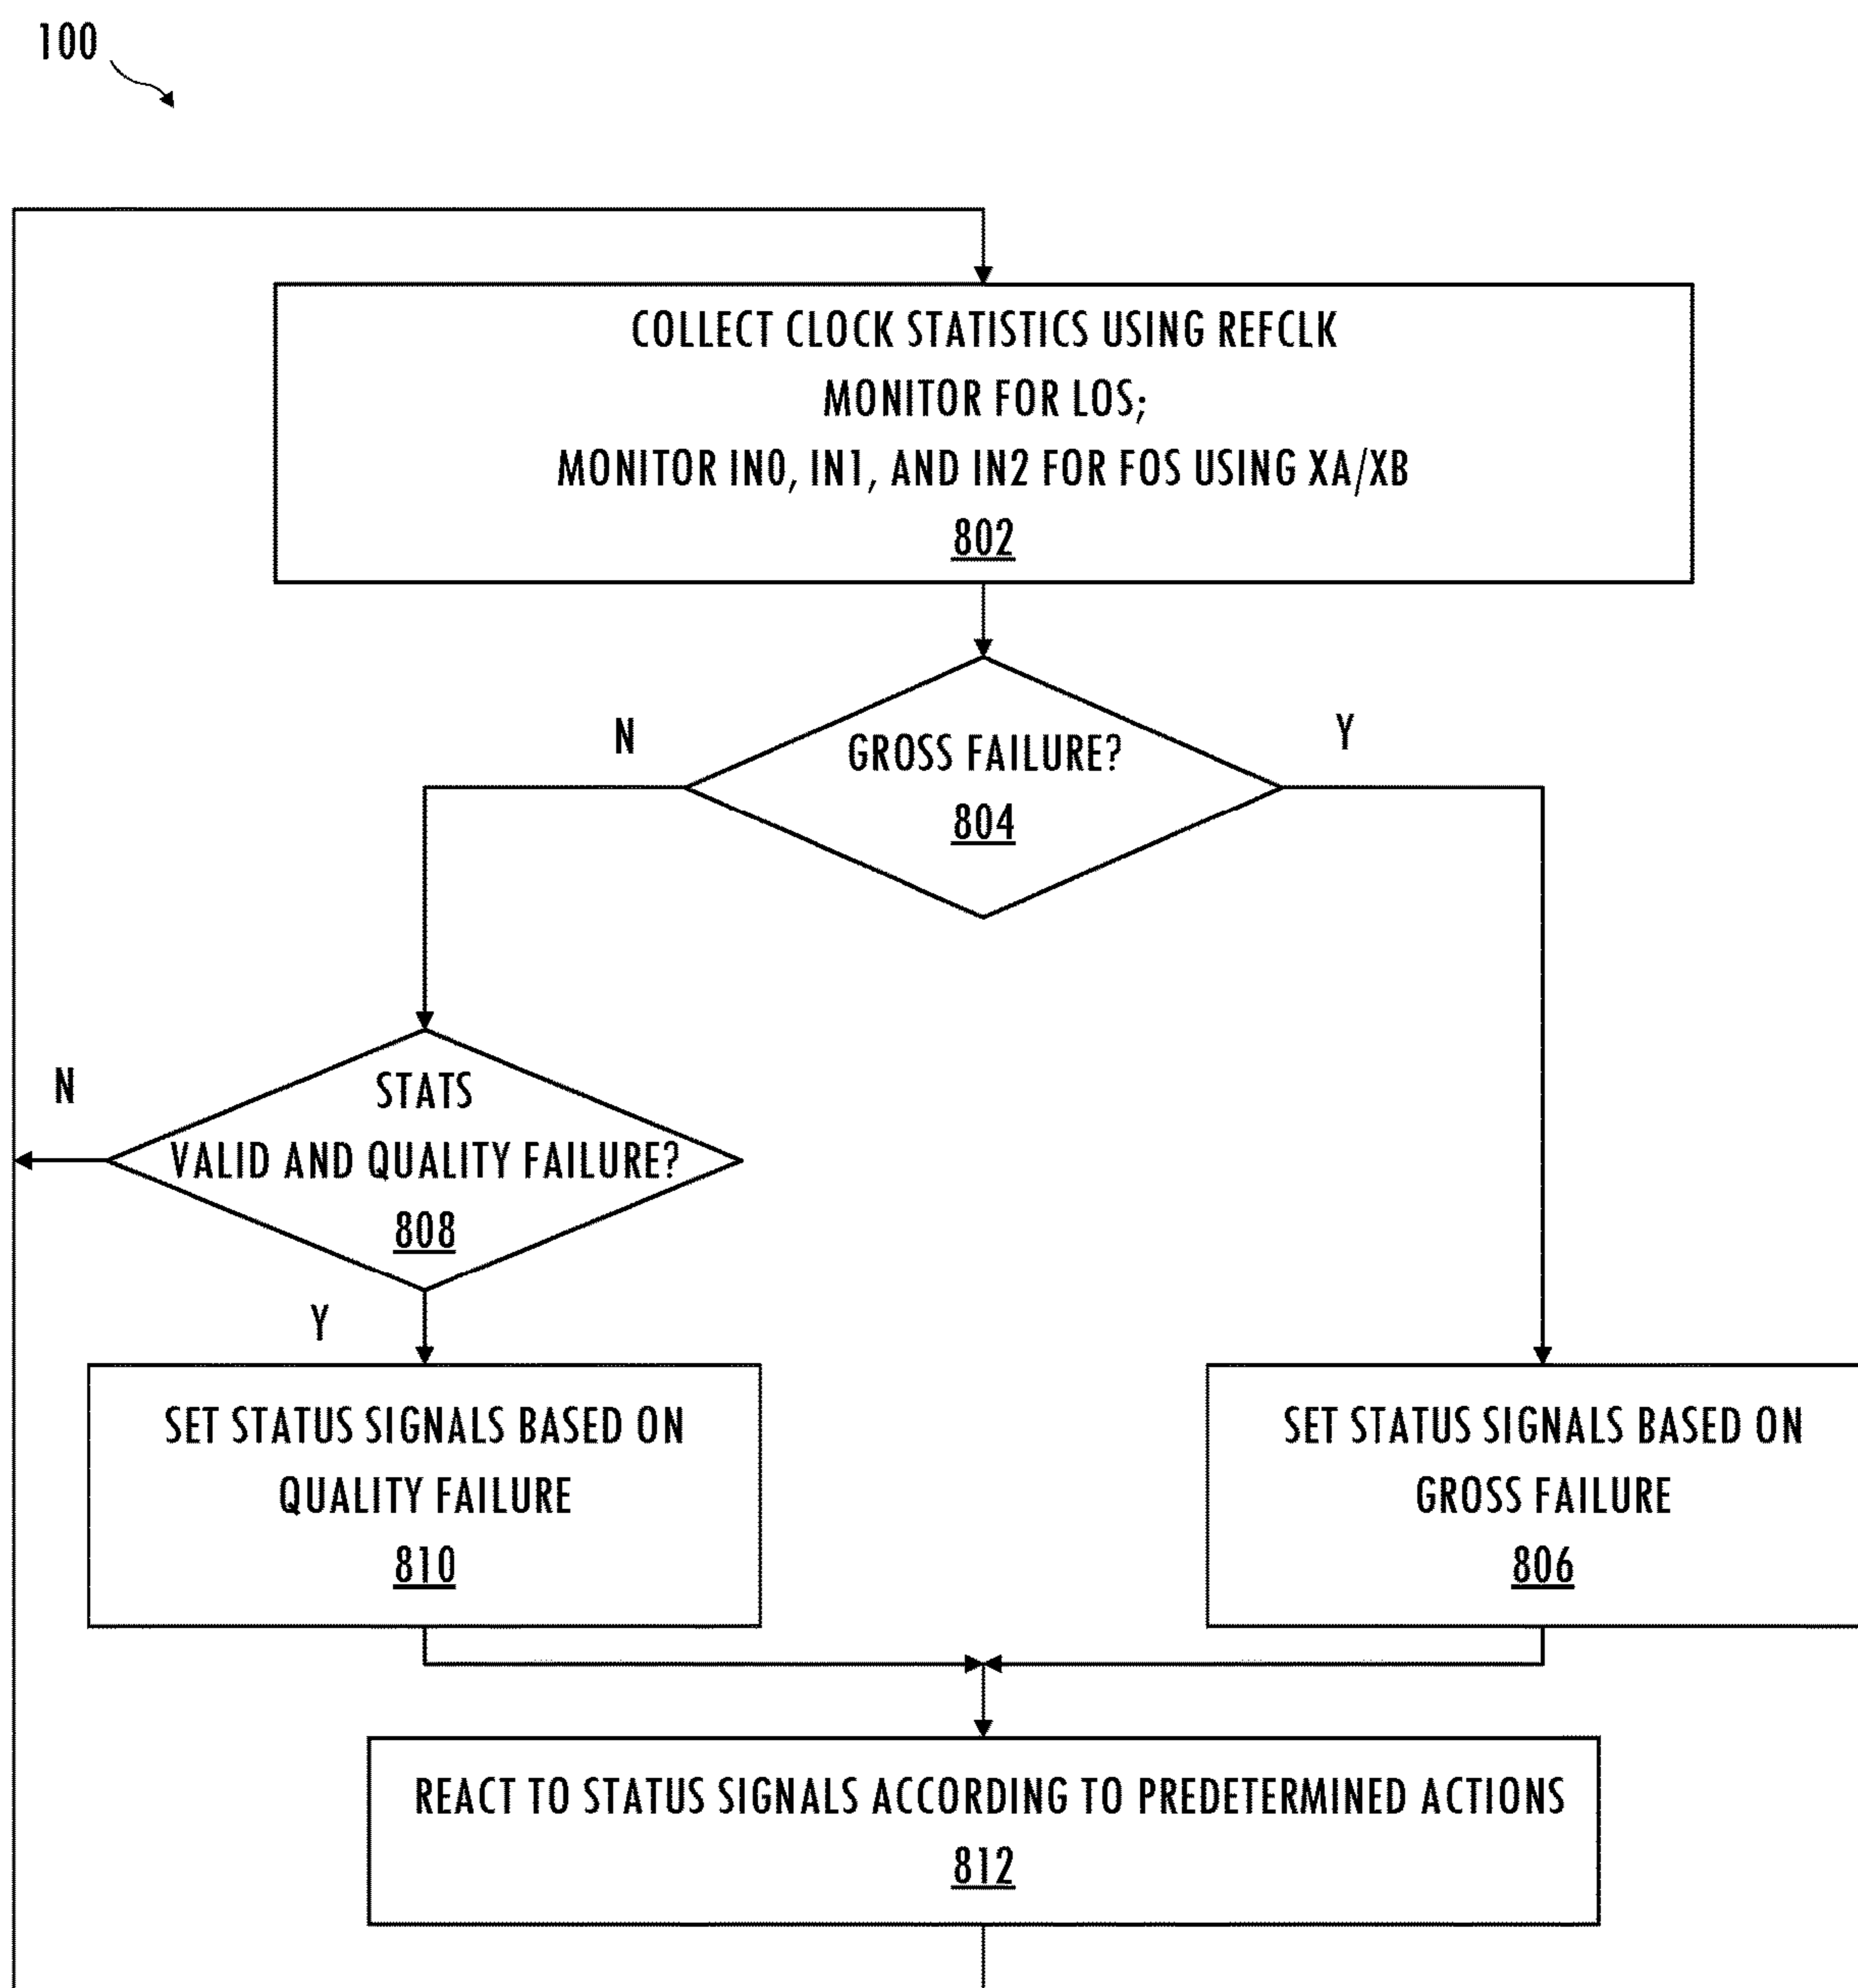 100
COLLECT CLOCK STATISTICS USING REFCLK
MONITOR FOR LOS;
MONITOR IN0, IN1, AND IN2 FOR FOS USING XA/XB
802
N
Y
GROSS FAILURE?
804
N
STATS
VALID AND QUALITY FAILURE?
808
Y
SET STATUS SIGNALS BASED ON
QUALITY FAILURE
810
SET STATUS SIGNALS BASED ON
GROSS FAILURE
806
REACT TO STATUS SIGNALS ACCORDING TO PREDETERMINED ACTIONS
812